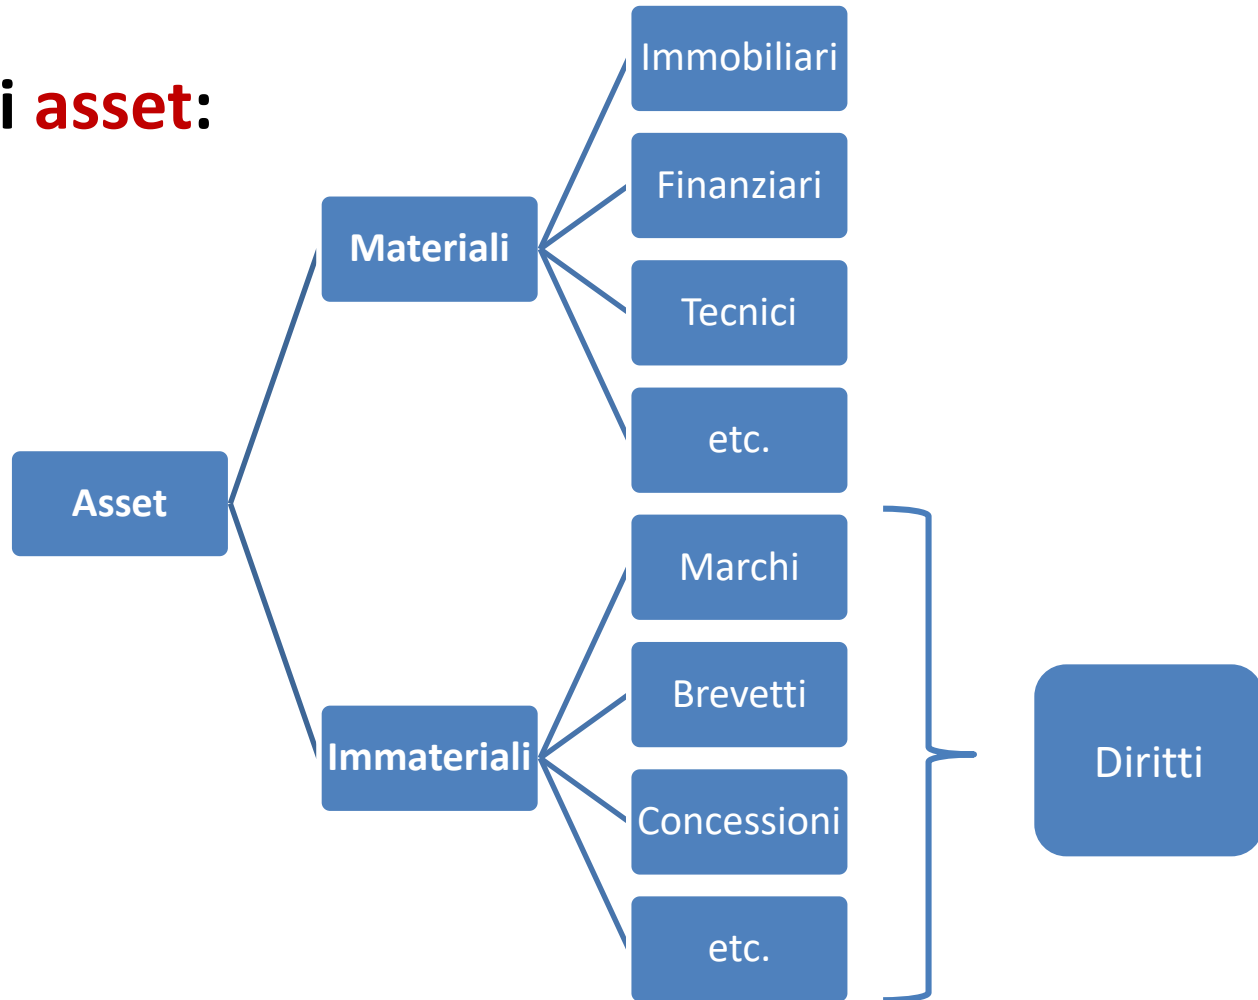 i asset:
Immobiliari
Finanziari
Materiali
Tecnici
etc.
Asset
Marchi
Brevetti
Immateriali
Diritti
Concessioni
etc.